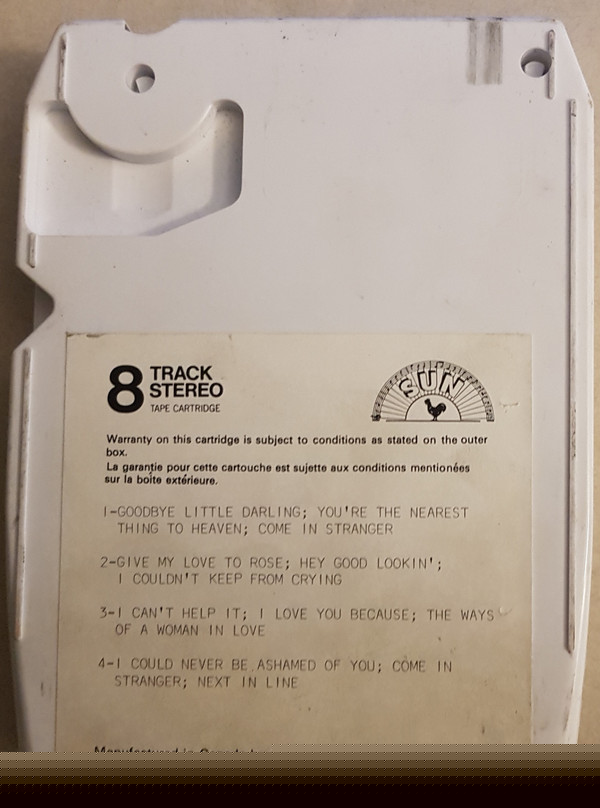 8 TRACK
STEREO
TAPE CARTRIDGE
SUN
Warranty on this cartridge is subject to conditions as stated on the outer
box.
La garantie pour cette cartouche est sujette aux conditions mentionées
sur la boite extérieure.
1-GOODBYE LITTLE DARLING; YOU'RE THE NEAREST
THING TO HEAVEN; COME IN STRANGER
2-GIVE MY LOVE TO ROSE; HEY GOOD LOOKIN';
I COULDN'T KEEP FROM CRYING
3-I CAN'T HELP IT; I LOVE YOU BECAUSE; THE WAYS
OF A WOMAN IN LOVE
4-I COULD NEVER BE ASHAMED OF YOU; COME IN
STRANGER; NEXT IN LINE
Manufactured in